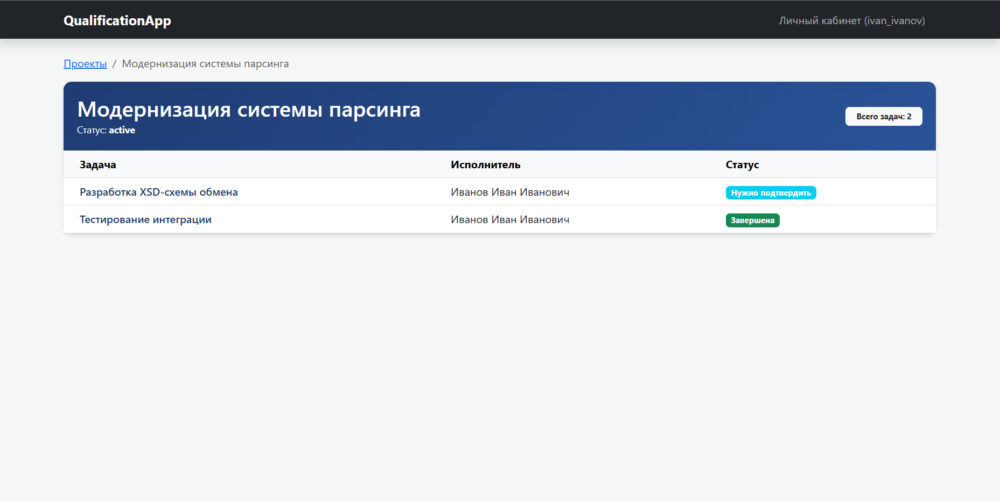 QualificationApp Личный кабинет (ivan_ivanov)
Проекты / Модернизация системы парсинга
Модернизация системы парсинга
Статус: active
Всего задач: 2
Задача Исполнитель Статус
Разработка XSD-схемы обмена Иванов Иван Иванович Нужно подтвердить
Тестирование интеграции Иванов Иван Иванович Завершена